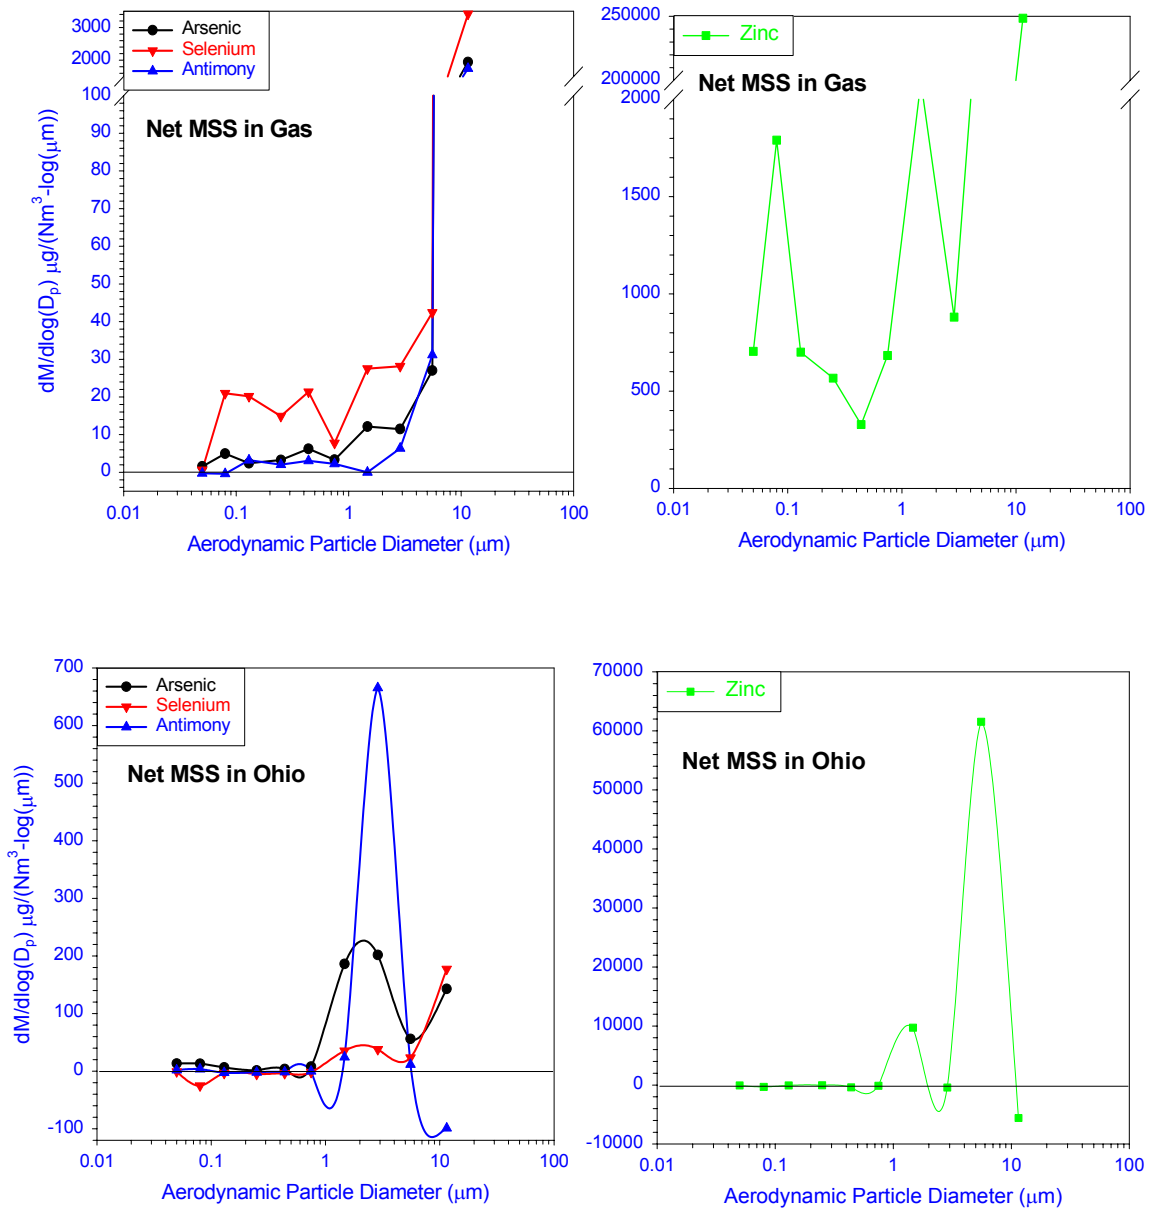 3000
2000
100
90
80
70
60
50
40
30
20
10
0
Arsenic
Selenium
Antimony
Net MSS in Gas
dM/dlog(Dp) μg/(Nm³-log(μm))
0.01 0.1 1 10 100
Aerodynamic Particle Diameter (μm)
250000
200000
2000
1500
1000
500
0
Zinc
Net MSS in Gas
0.01 0.1 1 10 100
Aerodynamic Particle Diameter (μm)
700
600
500
400
300
200
100
0
-100
Arsenic
Selenium
Antimony
Net MSS in Ohio
dM/dlog(Dp) μg/(Nm³-log(μm))
0.01 0.1 1 10 100
Aerodynamic Particle Diameter (μm)
70000
60000
50000
40000
30000
20000
10000
0
-10000
Zinc
Net MSS in Ohio
0.01 0.1 1 10 100
Aerodynamic Particle Diameter (μm)